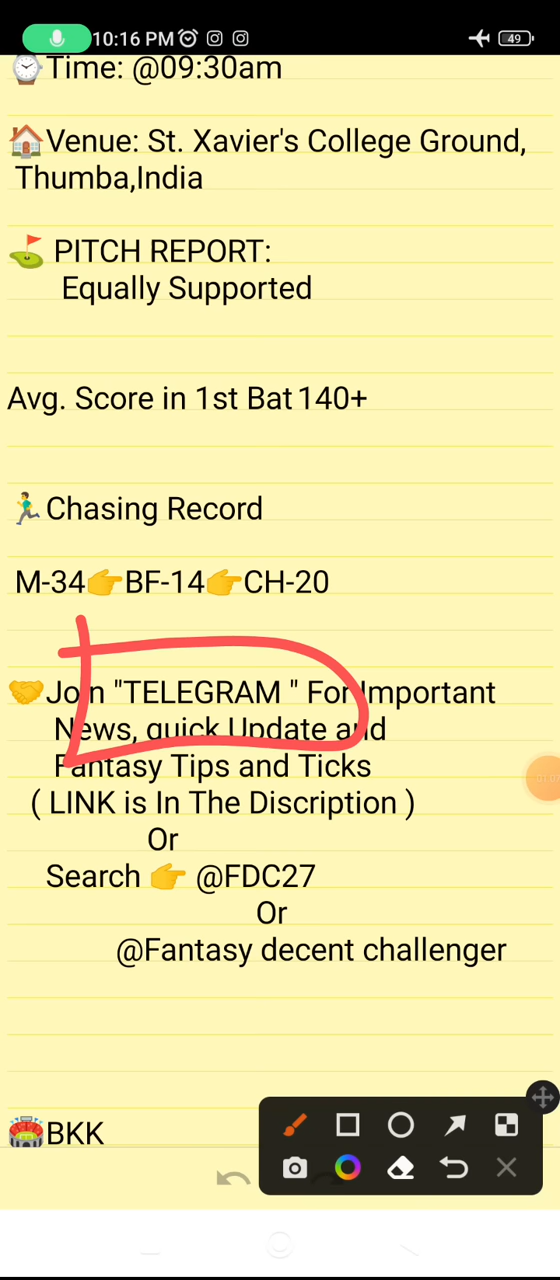 10:16 PM
49
Time: @09:30am
Venue: St. Xavier's College Ground,
Thumba,India
PITCH REPORT:
Equally Supported
Avg. Score in 1st Bat 140+
Chasing Record
M-34👉BF-14👉CH-20
Join "TELEGRAM " For Important
News, quick Update and
Fantasy Tips and Ticks
( LINK is In The Discription )
Or
Search 👉 @FDC27
Or
@Fantasy decent challenger
BKK